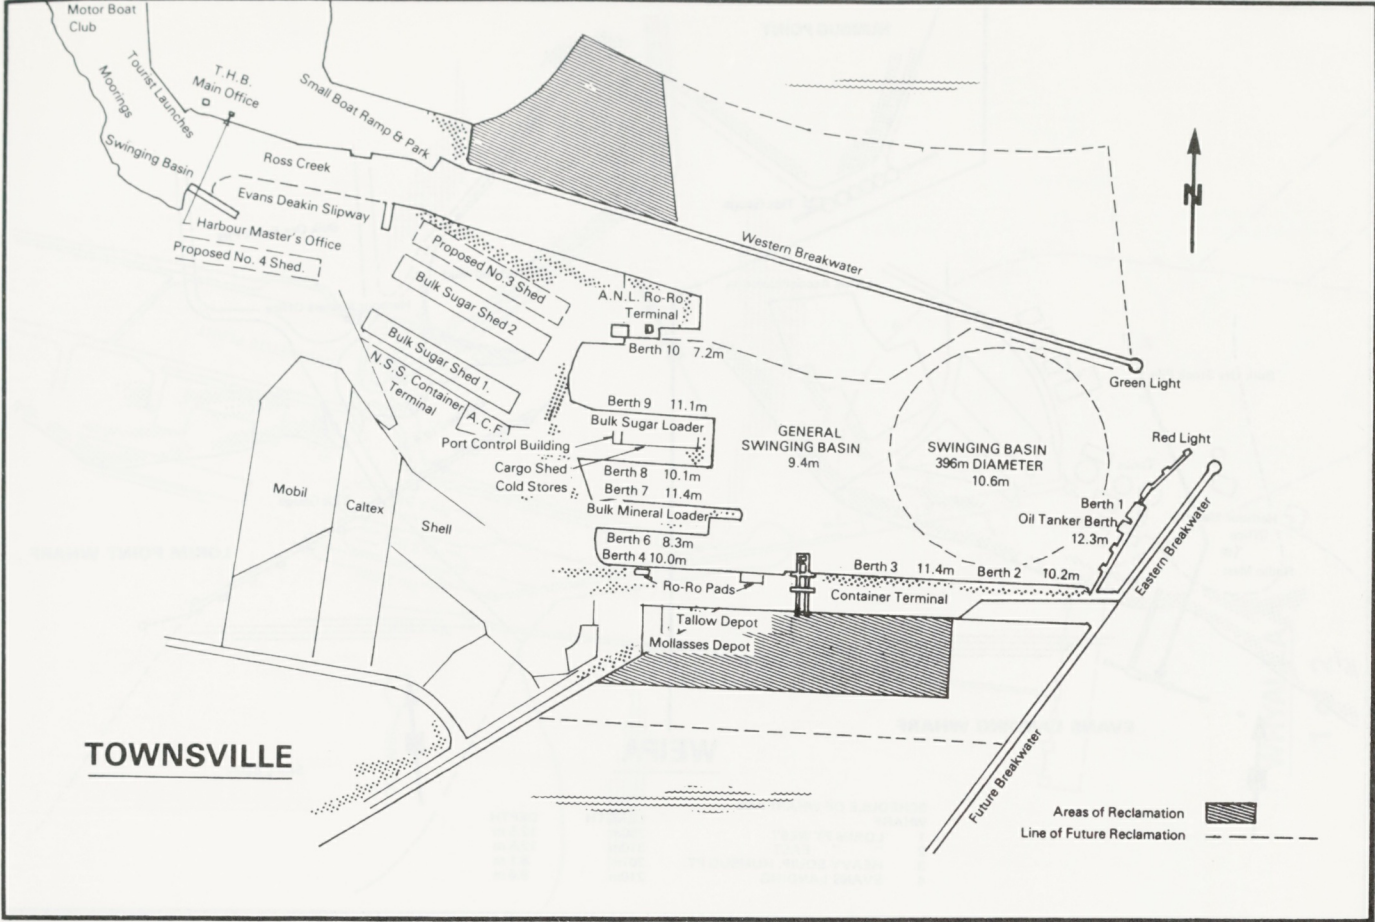 Motor Boat
Club
Moorings
Tourist Launches
T.H.B.
Main Office
Small Boat Ramp & Park
Swinging Basin
Ross Creek
Evans Deakin Slipway
Harbour Master's Office
Proposed No. 4 Shed.
Proposed No.3 Shed
Bulk Sugar Shed 2
Bulk Sugar Shed 1.
N.S.S. Container
Terminal
A.C.F.
A.N.L. Ro-Ro
Terminal
Berth 10 7.2m
Western Breakwater
N
Green Light
Berth 9 11.1m
Bulk Sugar Loader
Port Control Building
Cargo Shed
Cold Stores
Berth 8 10.1m
Berth 7 11.4m
Bulk Mineral Loader
Berth 6 8.3m
Berth 4 10.0m
Ro-Ro Pads
GENERAL
SWINGING BASIN
9.4m
SWINGING BASIN
396m DIAMETER
10.6m
Red Light
Berth 1
Oil Tanker Berth
12.3m
Eastern Breakwater
Berth 3 11.4m Berth 2 10.2m
Container Terminal
Mobil
Caltex
Shell
Tallow Depot
Mollasses Depot
Future Breakwater
TOWNSVILLE
Areas of Reclamation
Line of Future Reclamation